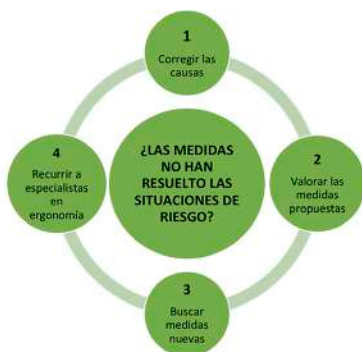 1
Corregir las
causas
¿LAS MEDIDAS
NO HAN
RESUELTO LAS
SITUACIONES DE
RIESGO?
2
Valorar las
medidas
propuestas
3
Buscar
medidas
nuevas
4
Recurrir a
especialistas
en
ergonomía